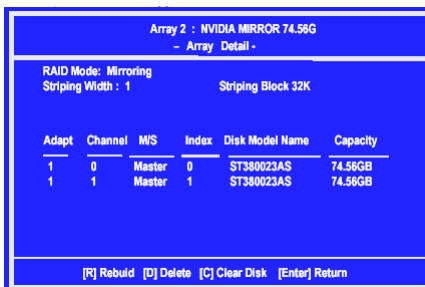 Array 2 : NVIDIA MIRROR 74.56G
- Array Detail -
RAID Mode: Mirroring
Striping Width : 1 Striping Block 32K
Adapt Channel M/S Index Disk Model Name Capacity
1 0 Master 0 ST380023AS 74.56GB
1 1 Master 1 ST380023AS 74.56GB
[R] Rebuid [D] Delete [C] Clear Disk [Enter] Return